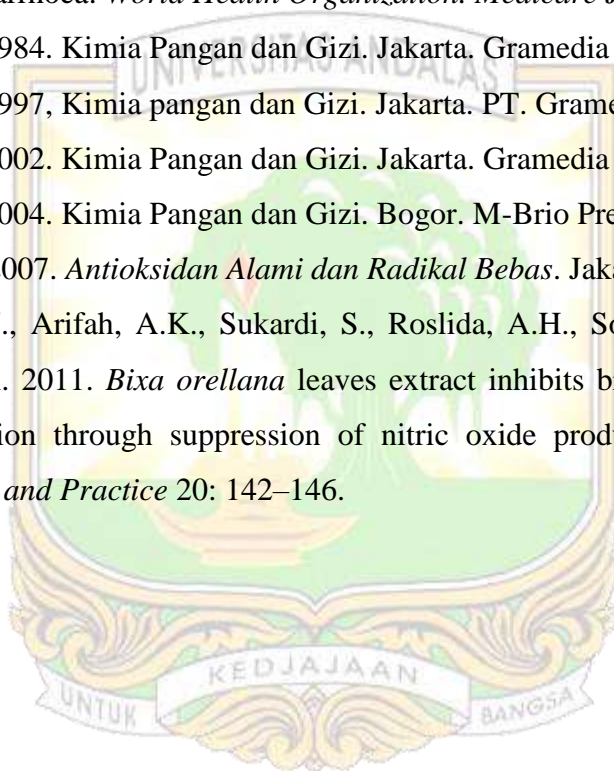 World Health Organization. Medicare J
984. Kimia Pangan dan Gizi. Jakarta. Gramedia
997, Kimia pangan dan Gizi. Jakarta. PT. Grame
002. Kimia Pangan dan Gizi. Jakarta. Gramedia
004. Kimia Pangan dan Gizi. Bogor. M-Brio Pre
2007. Antioksidan Alami dan Radikal Bebas. Jaka
., Arifah, A.K., Sukardi, S., Roslida, A.H., So
. 2011. Bixa orellana leaves extract inhibits b
ion through suppression of nitric oxide prod
and Practice 20: 142–146.
UNIVERSITAS ANDALAS
KEDJAJAAN
UNTUK
BANGSA